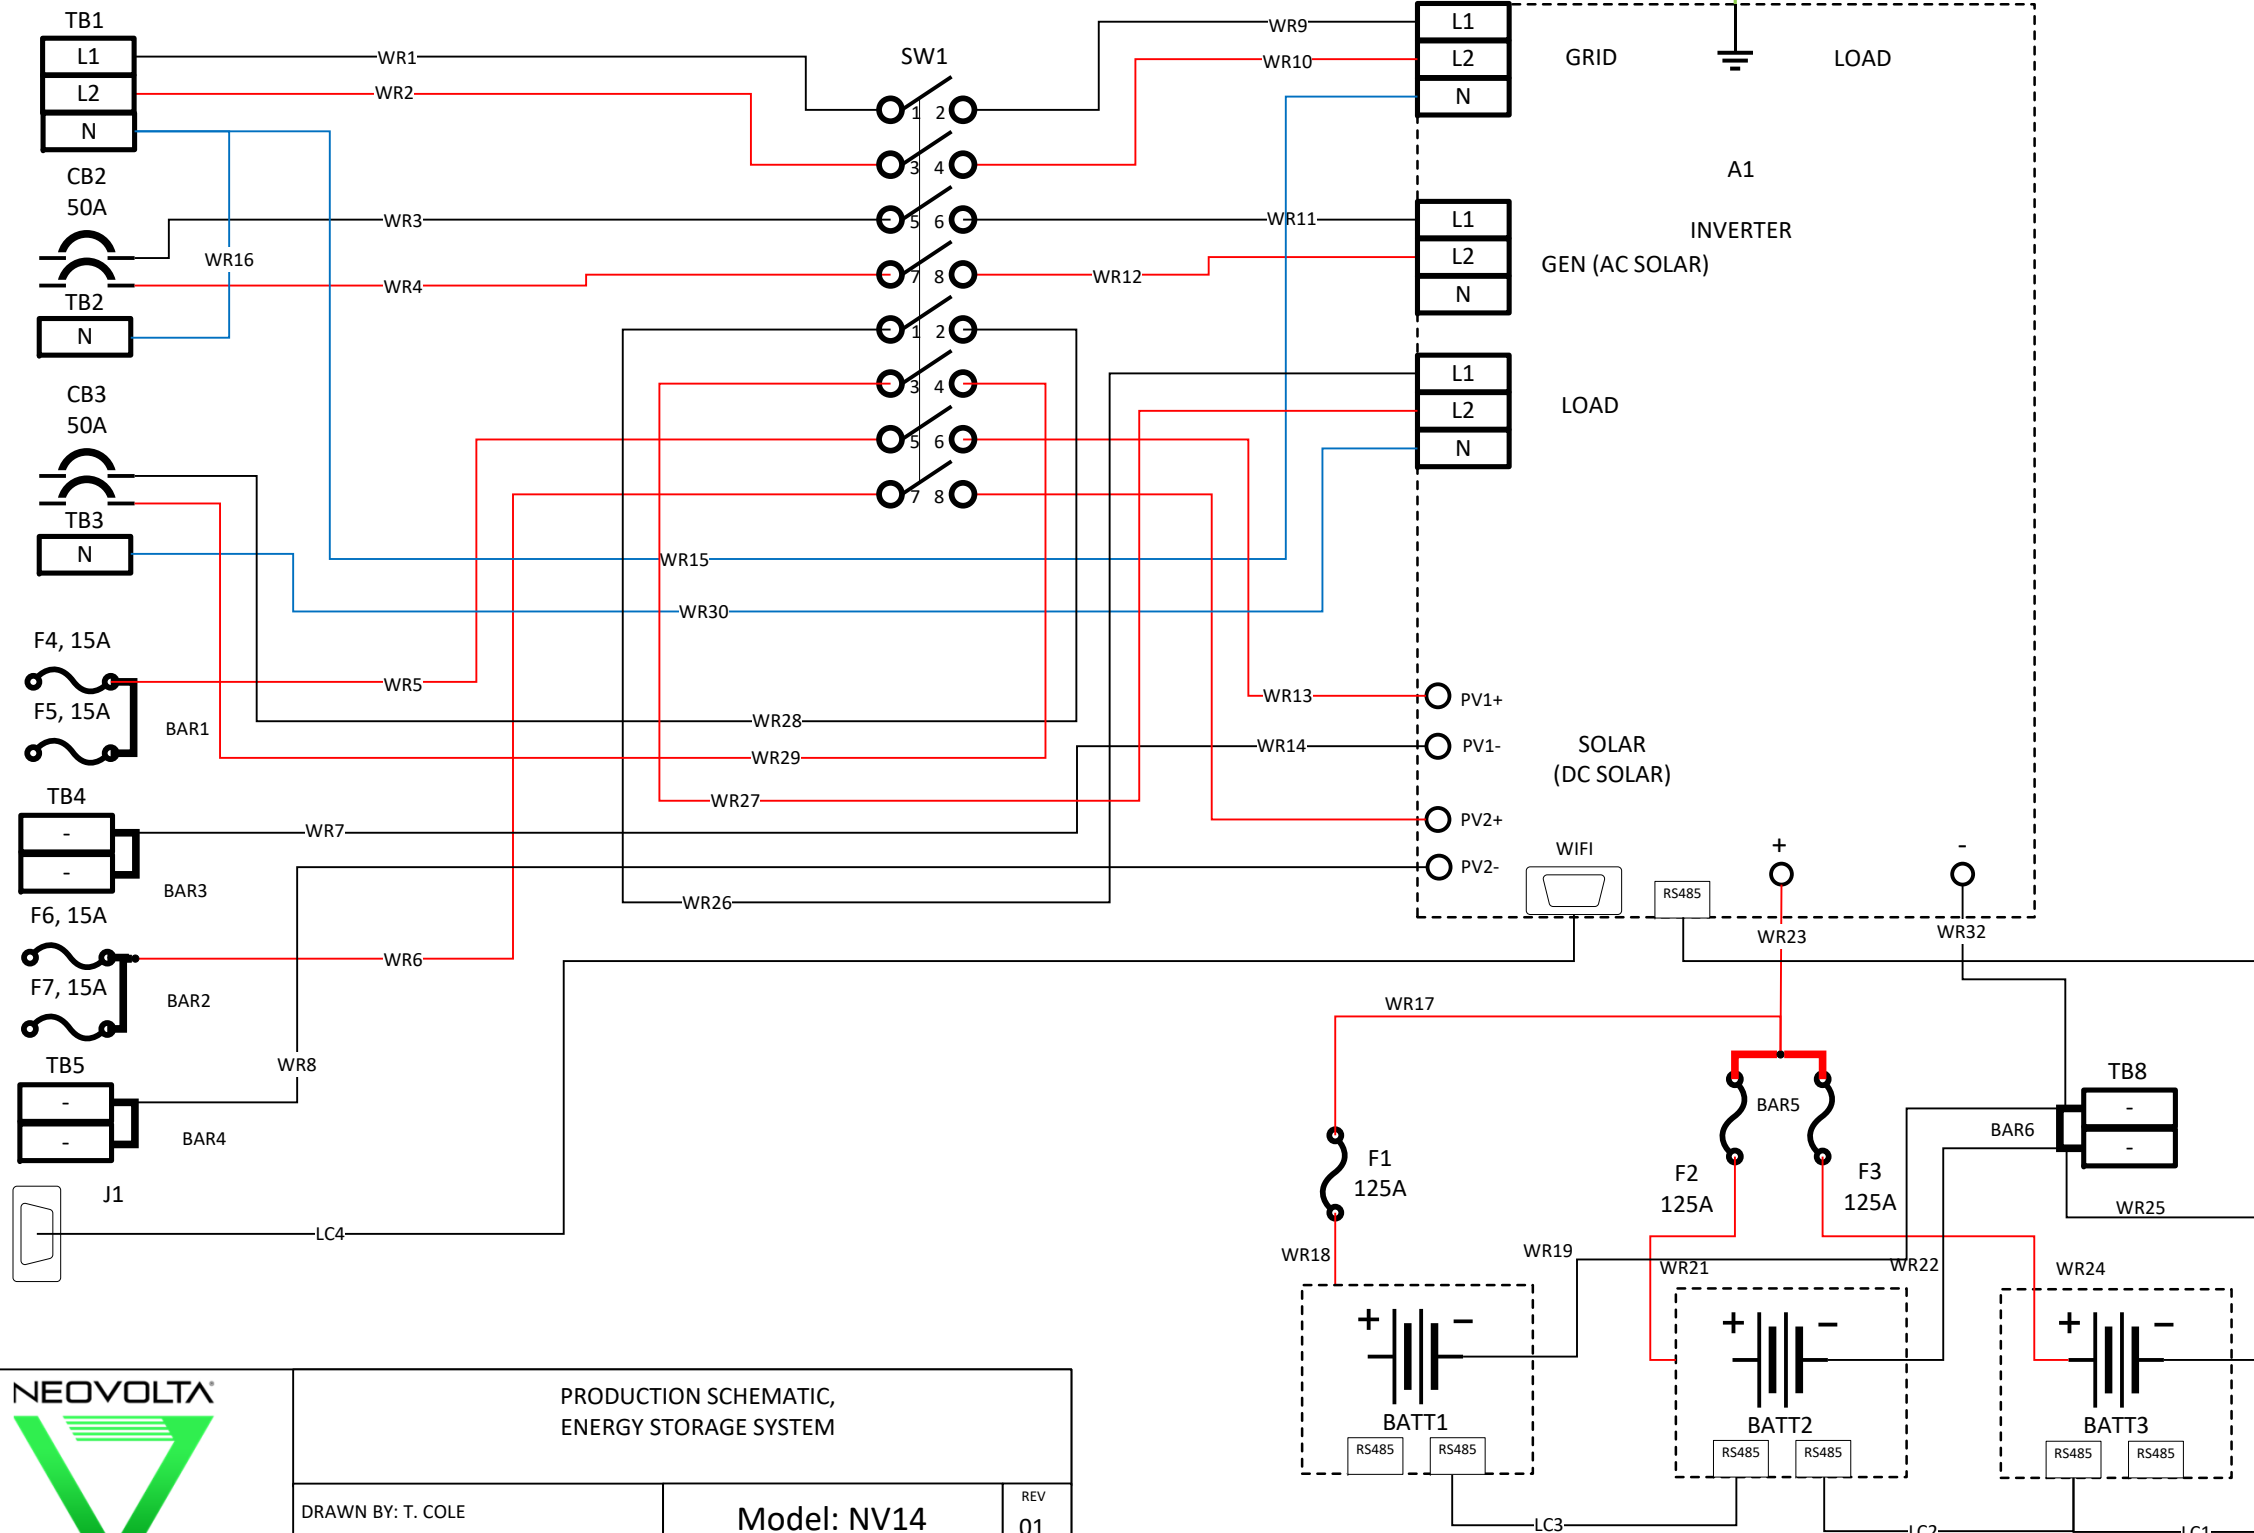 TB1
L1
L2
N
CB2
50A
TB2
N
CB3
50A
TB3
N
F4, 15A
F5, 15A
BAR1
TB4
-
-
BAR3
F6, 15A
F7, 15A
BAR2
TB5
-
-
BAR4
J1
WR1
WR2
WR3
WR16
WR4
WR15
WR30
WR5
WR28
WR29
WR27
WR7
WR26
WR6
WR8
LC4
SW1
1 2
3 4
5 6
7 8
1 2
3 4
5 6
7 8
WR9
WR10
WR11
WR12
WR13
WR14
L1
L2
N
GRID
LOAD
A1
INVERTER
L1
L2
N
GEN (AC SOLAR)
L1
L2
N
LOAD
PV1+
PV1-
SOLAR
(DC SOLAR)
PV2+
PV2-
WIFI
RS485
+
-
WR23
WR32
WR17
F1
125A
BAR5
F2
125A
F3
125A
TB8
-
-
BAR6
WR25
WR18
WR19
WR21
WR22
WR24
+ -
BATT1
RS485 RS485
+ -
BATT2
RS485 RS485
+ -
BATT3
RS485 RS485
LC3
LC2
LC1
NEOVOLTA
PRODUCTION SCHEMATIC,
ENERGY STORAGE SYSTEM
DRAWN BY: T. COLE
Model: NV14
REV
01